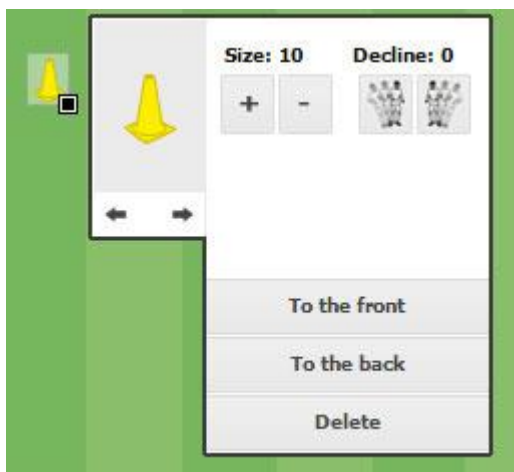 Size: 10 Decline: 0
+ -
To the front
To the back
Delete